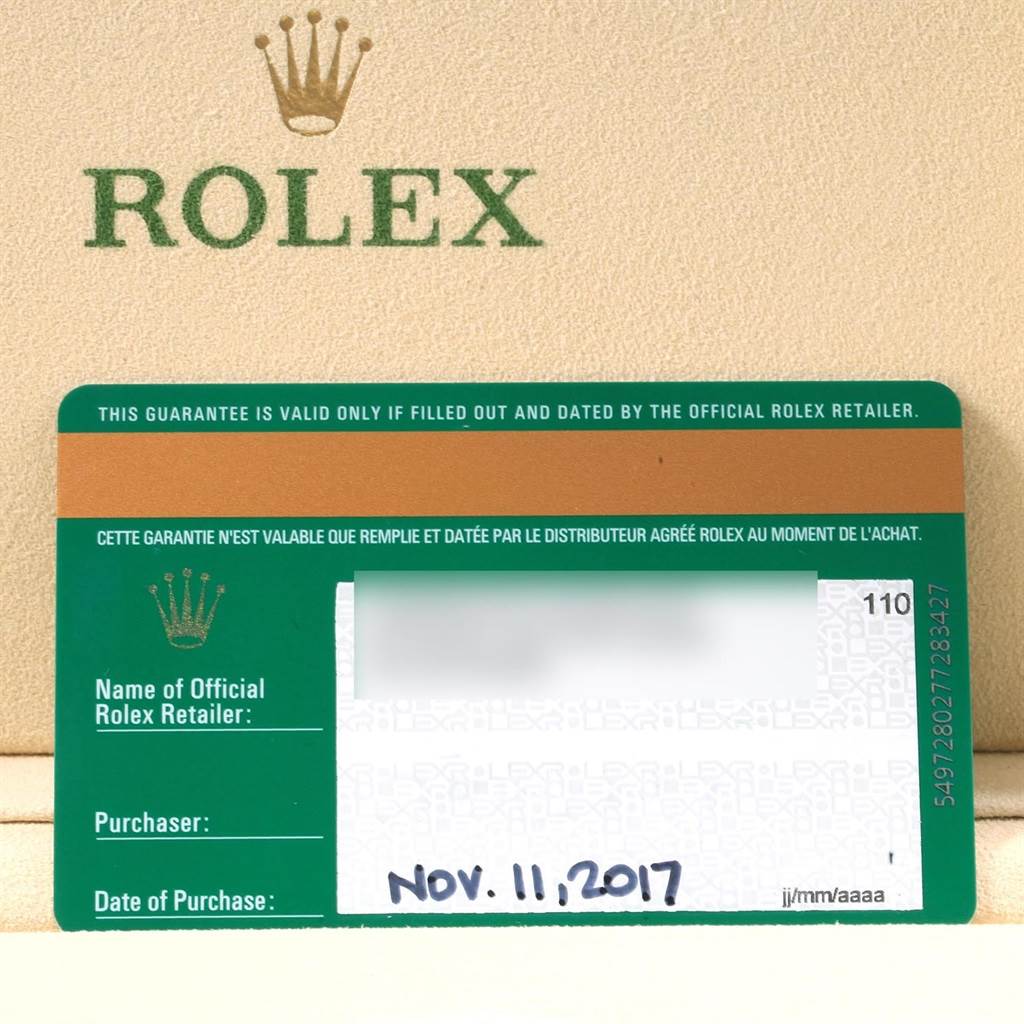 ROLEX
THIS GUARANTEE IS VALID ONLY IF FILLED OUT AND DATED BY THE OFFICIAL ROLEX RETAILER.
CETTE GARANTIE N'EST VALABLE QUE REMPLIE ET DATÉE PAR LE DISTRIBUTEUR AGRÉÉ ROLEX AU MOMENT DE L'ACHAT.
110
5497280277283427
Name of Official
Rolex Retailer:
Purchaser:
Date of Purchase:
NOV. 11, 2017
jj/mm/aaaa